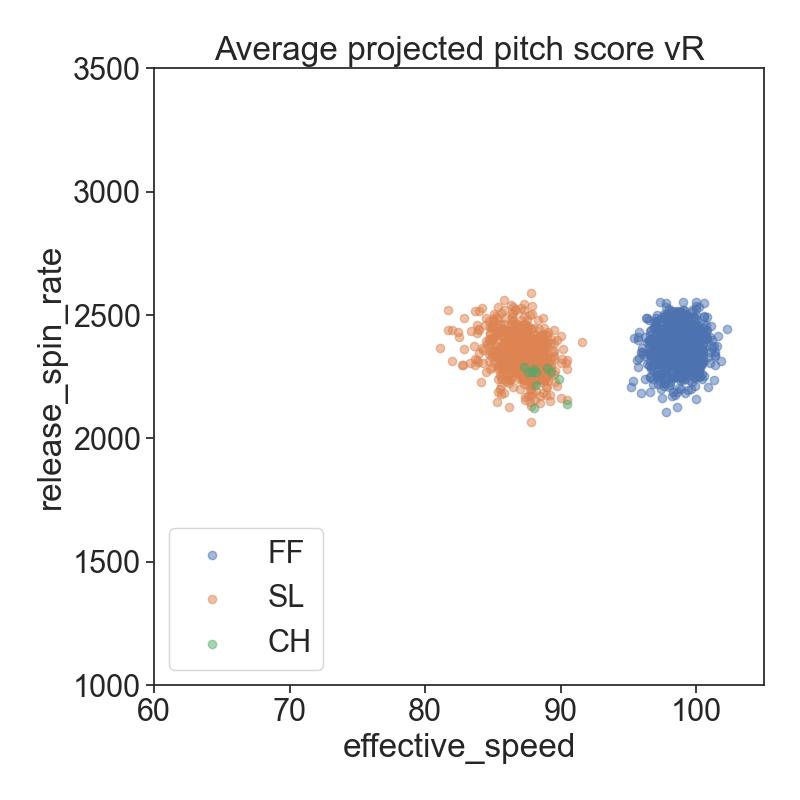 Average projected pitch score vR
3500
3000
2500
2000
1500
1000
release_spin_rate
FF
SL
CH
60 70 80 90 100
effective_speed